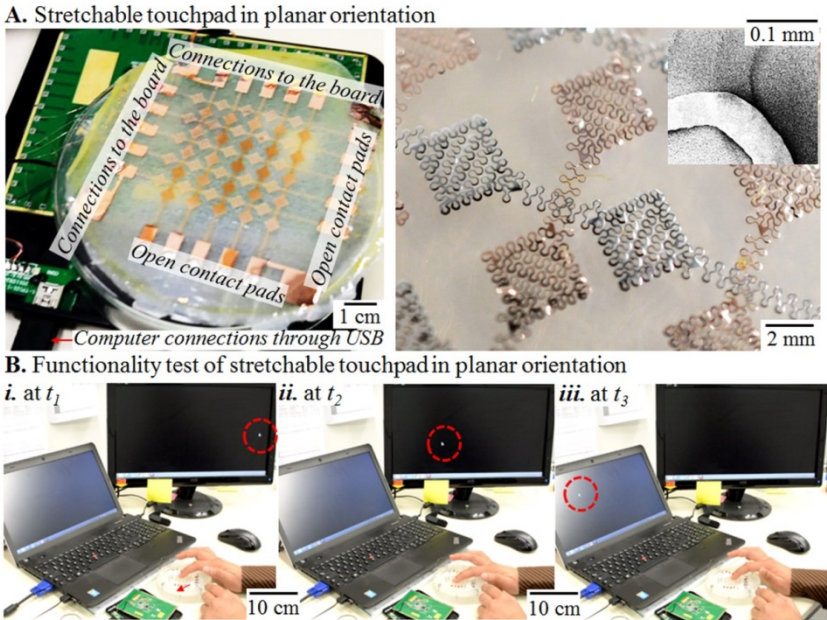 A. Stretchable touchpad in planar orientation
Connections to the board
Connections to the board
Open contact pads
Open contact pads
1 cm
Computer connections through USB
0.1 mm
2 mm
B. Functionality test of stretchable touchpad in planar orientation
i. at t1
ii. at t2
iii. at t3
10 cm
10 cm